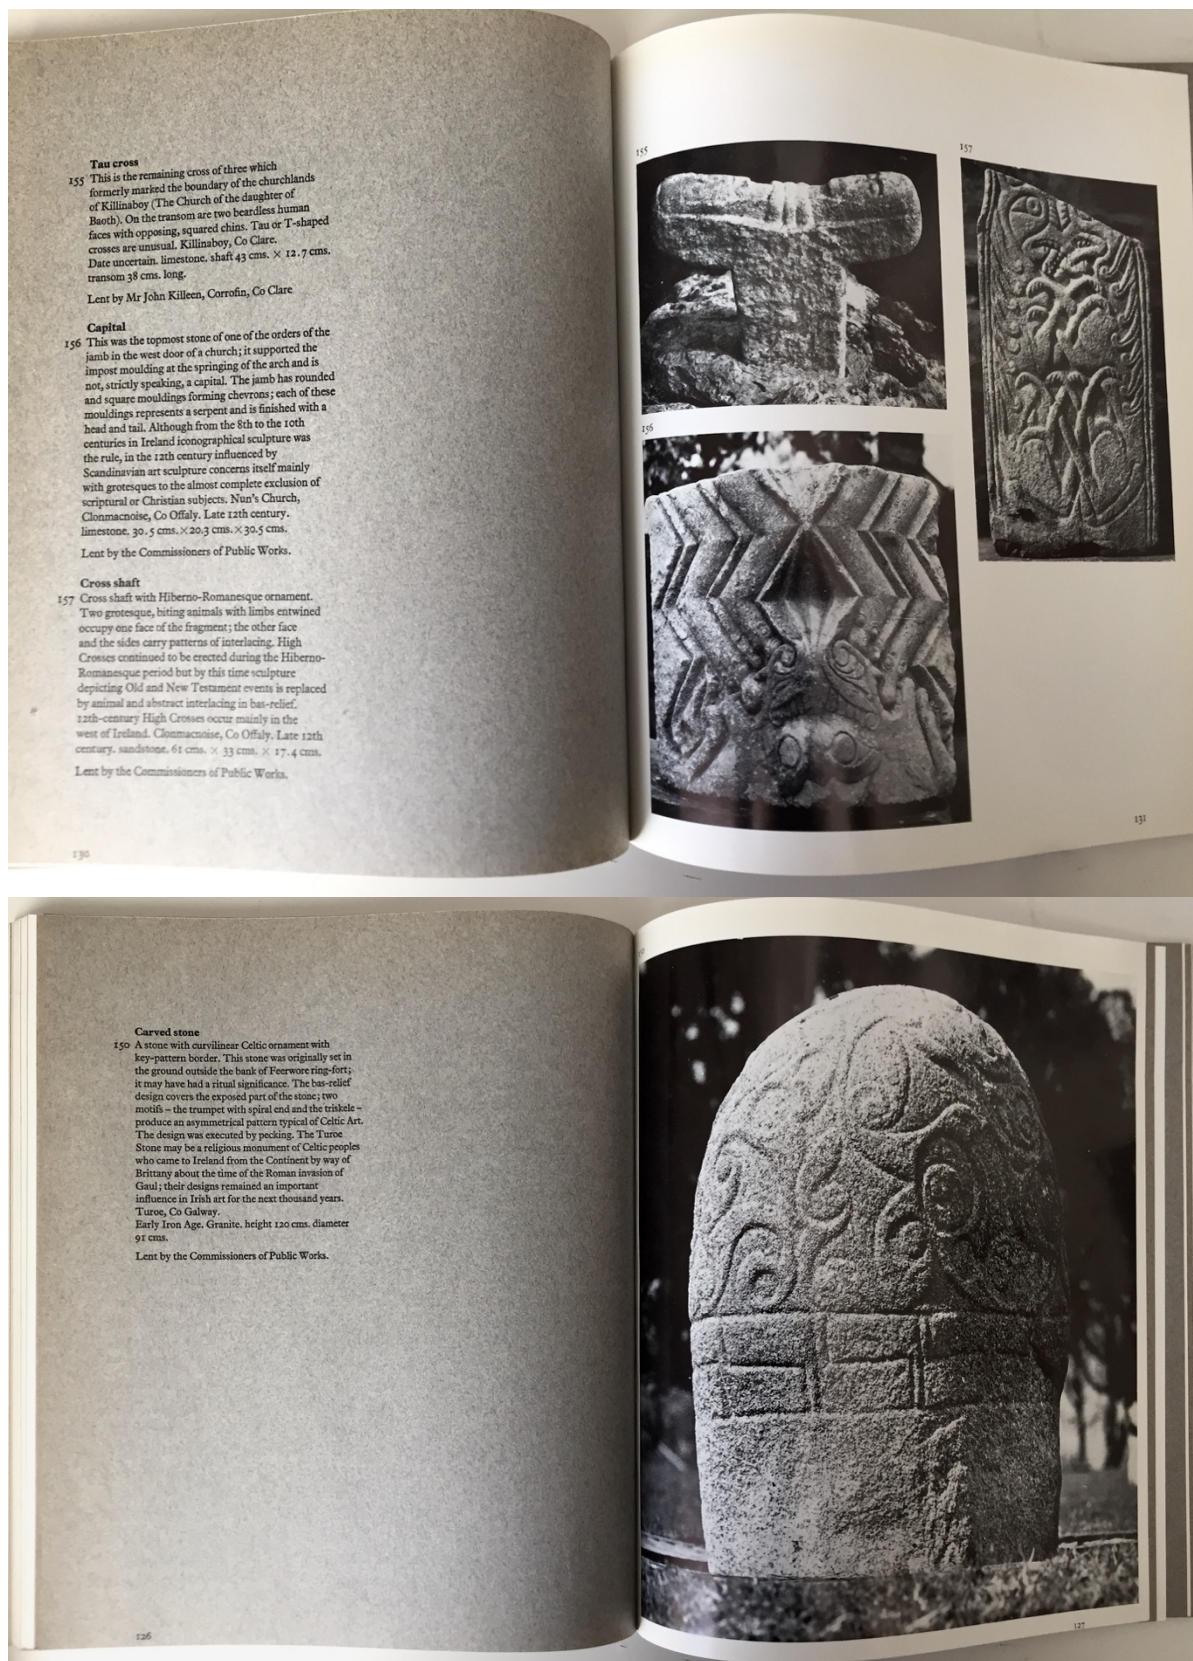 Tau cross
155 This is the remaining cross of three which
formerly marked the boundary of the churchlands
of Killinaboy (The Church of the daughter of
Baoth). On the transom are two beardless human
faces with opposing, squared chins. Tau or T-shaped
crosses are unusual. Killinaboy, Co Clare.
Date uncertain. limestone. shaft 43 cms. × 12.7 cms.
transom 38 cms. long.
Lent by Mr John Killeen, Corrofin, Co Clare
Capital
156 This was the topmost stone of one of the orders of the
jamb in the west door of a church; it supported the
impost moulding at the springing of the arch and is
not, strictly speaking, a capital. The jamb has rounded
and square mouldings forming chevrons; each of these
mouldings represents a serpent and is finished with a
head and tail. Although from the 8th to the 10th
centuries in Ireland iconographical sculpture was
the rule, in the 12th century influenced by
Scandinavian art sculpture concerns itself mainly
with grotesques to the almost complete exclusion of
scriptural or Christian subjects. Nun's Church,
Clonmacnoise, Co Offaly. Late 12th century.
limestone. 30.5 cms. × 20.3 cms. × 30.5 cms.
Lent by the Commissioners of Public Works.
Cross shaft
157 Cross shaft with Hiberno-Romanesque ornament.
Two grotesque, biting animals with limbs entwined
occupy one face of the fragment; the other face
and the sides carry patterns of interlacing. High
Crosses continued to be erected during the Hiberno-
Romanesque period but by this time sculpture
depicting Old and New Testament events is replaced
by animal and abstract interlacing in bas-relief.
12th-century High Crosses occur mainly in the
west of Ireland. Clonmacnoise, Co Offaly. Late 12th
century. sandstone. 61 cms. × 33 cms. × 17.4 cms.
Lent by the Commissioners of Public Works.
130
155
157
156
131
Carved stone
150 A stone with curvilinear Celtic ornament with
key-pattern border. This stone was originally set in
the ground outside the bank of Feerwore ring-fort;
it may have had a ritual significance. The bas-relief
design covers the exposed part of the stone; two
motifs – the trumpet with spiral end and the triskele –
produce an asymmetrical pattern typical of Celtic Art.
The design was executed by pecking. The Turoe
Stone may be a religious monument of Celtic peoples
who came to Ireland from the Continent by way of
Brittany about the time of the Roman invasion of
Gaul; their designs remained an important
influence in Irish art for the next thousand years.
Turoe, Co Galway.
Early Iron Age. Granite. height 120 cms. diameter
91 cms.
Lent by the Commissioners of Public Works.
126
127